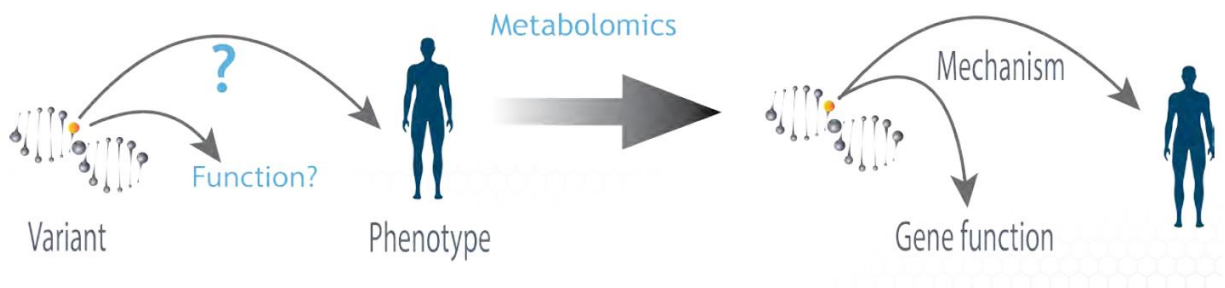 Metabolomics
?
Function?
Variant
Phenotype
Mechanism
Gene function